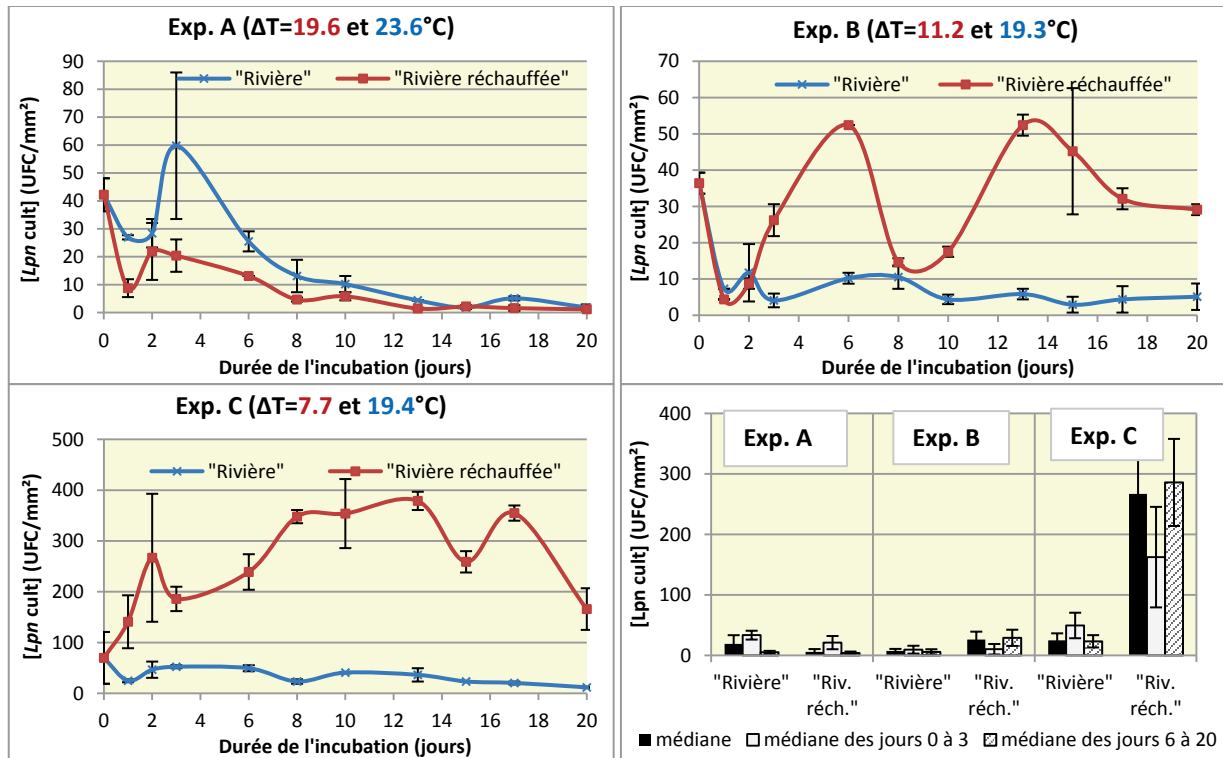 Exp. A (ΔT=19.6 et 23.6°C)
"Rivière" "Rivière réchauffée"
[Lpn cult] (UFC/mm²)
90
80
70
60
50
40
30
20
10
0
0 2 4 6 8 10 12 14 16 18 20
Durée de l'incubation (jours)
Exp. B (ΔT=11.2 et 19.3°C)
"Rivière" "Rivière réchauffée"
[Lpn cult] (UFC/mm²)
70
60
50
40
30
20
10
0
0 2 4 6 8 10 12 14 16 18 20
Durée de l'incubation (jours)
Exp. C (ΔT=7.7 et 19.4°C)
"Rivière" "Rivière réchauffée"
[Lpn cult] (UFC/mm²)
500
400
300
200
100
0
0 2 4 6 8 10 12 14 16 18 20
Durée de l'incubation (jours)
[Lpn cult] (UFC/mm²)
400
300
200
100
0
Exp. A Exp. B Exp. C
"Rivière" "Riv. "Rivière" "Riv. "Rivière" "Riv.
réch." réch." réch."
médiane médiane des jours 0 à 3 médiane des jours 6 à 20